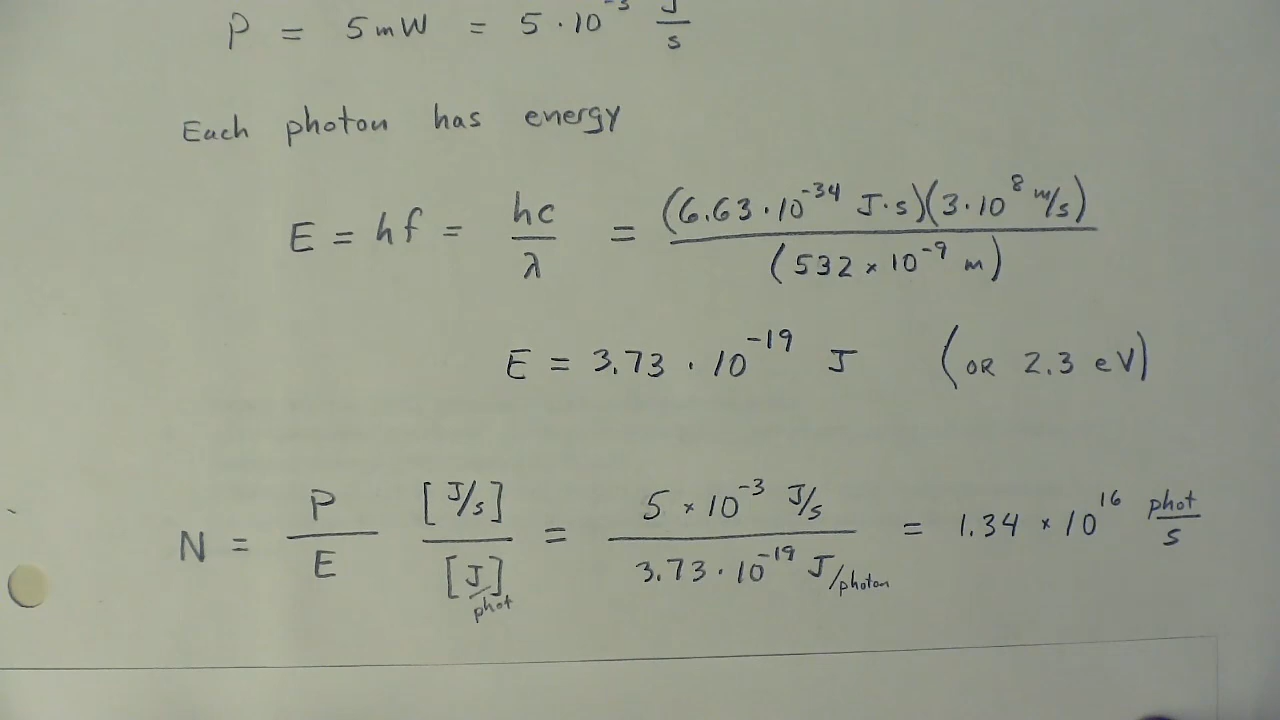 P = 5mW = 5·10^-3 J/s
Each photon has energy
E = hf = hc/λ = (6.63·10^-34 J·s)(3·10^8 m/s)/(532×10^-9 m)
E = 3.73·10^-19 J (OR 2.3 eV)
N = P/E [J/s]/[J/phot] = 5×10^-3 J/s / 3.73·10^-19 J/photon = 1.34×10^16 phot/s